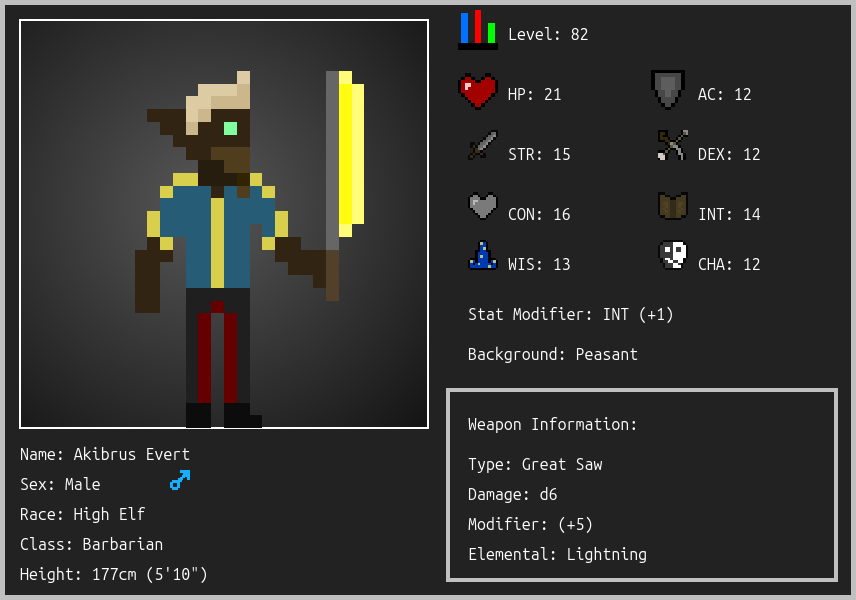 Level: 82
HP: 21
AC: 12
STR: 15
DEX: 12
CON: 16
INT: 14
WIS: 13
CHA: 12
Stat Modifier: INT (+1)
Background: Peasant
Name: Akibrus Evert
Sex: Male
Race: High Elf
Class: Barbarian
Height: 177cm (5'10")
Weapon Information:
Type: Great Saw
Damage: d6
Modifier: (+5)
Elemental: Lightning